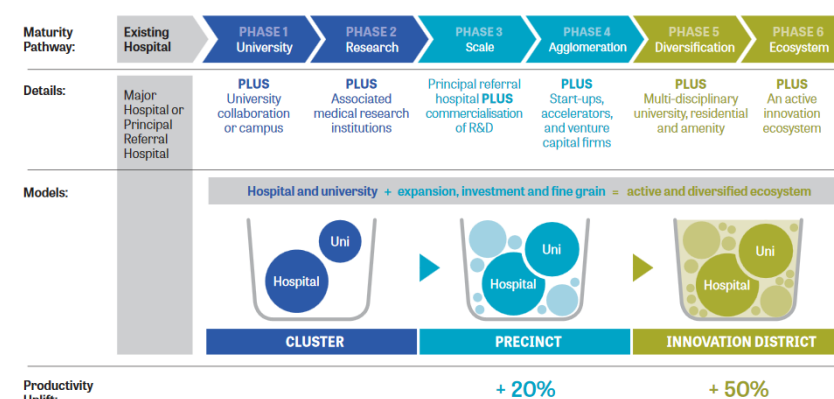 Maturity
Pathway:
Existing
Hospital
PHASE 1
University
PHASE 2
Research
PHASE 3
Scale
PHASE 4
Agglomeration
PHASE 5
Diversification
PHASE 6
Ecosystem
Details:
Major
Hospital or
Principal
Referral
Hospital
PLUS
University
collaboration
or campus
PLUS
Associated
medical research
institutions
Principal referral
hospital PLUS
commercialisation
of R&D
PLUS
Start-ups,
accelerators,
and venture
capital firms
PLUS
Multi-disciplinary
university, residential
and amenity
PLUS
An active
innovation
ecosystem
Models:
Hospital and university + expansion, investment and fine grain = active and diversified ecosystem
Uni
Hospital
Uni
Hospital
Uni
Hospital
CLUSTER
PRECINCT
INNOVATION DISTRICT
Productivity
Uplift:
+ 20%
+ 50%